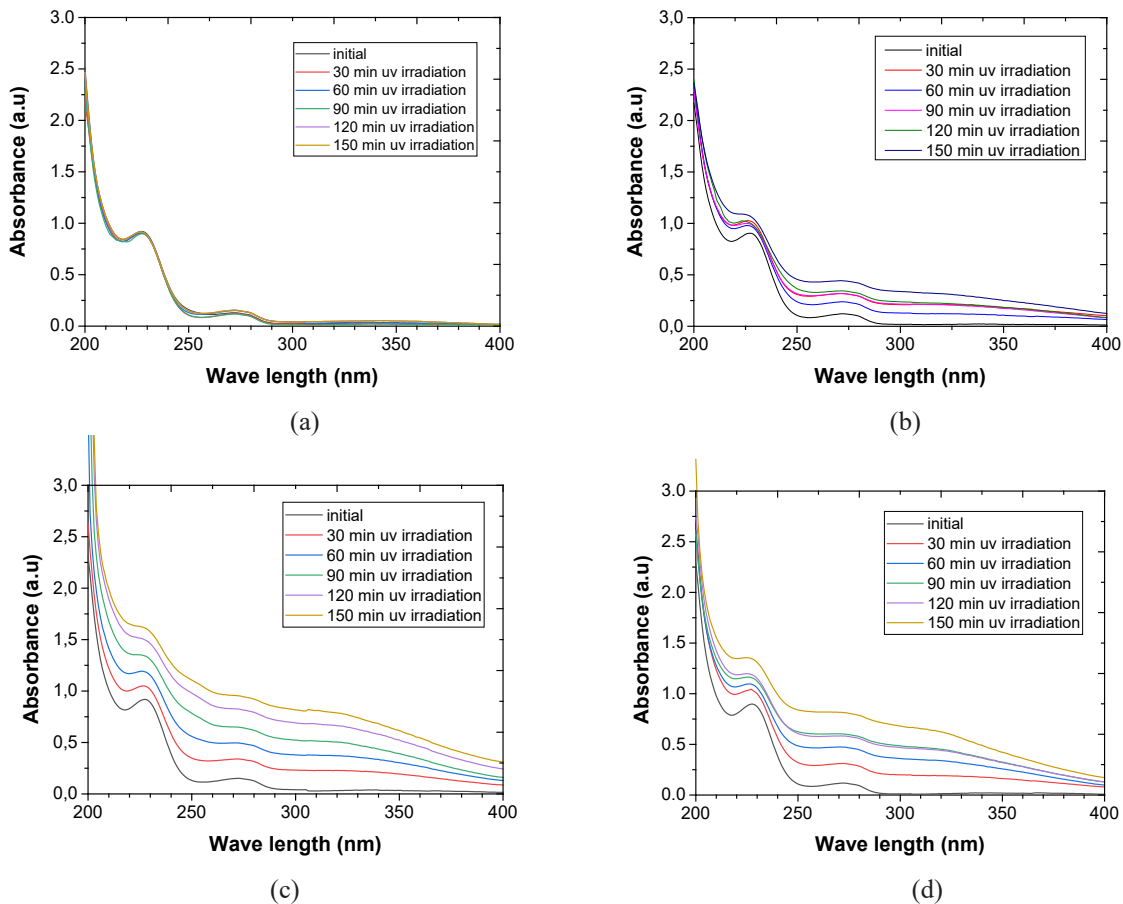 3.0
2.5
2.0
1.5
1.0
0.5
0.0
200
250
300
350
400
Absorbance (a.u)
Wave length (nm)
initial
30 min uv irradiation
60 min uv irradiation
90 min uv irradiation
120 min uv irradiation
150 min uv irradiation
(a)
3,0
2,5
2,0
1,5
1,0
0,5
0,0
200
250
300
350
400
Absorbance (a.u)
Wave length (nm)
initial
30 min uv irradiation
60 min uv irradiation
90 min uv irradiation
120 min uv irradiation
150 min uv irradiation
(b)
3,0
2,5
2,0
1,5
1,0
0,5
0,0
200
250
300
350
400
Absorbance (a.u)
Wave length (nm)
initial
30 min uv irradiation
60 min uv irradiation
90 min uv irradiation
120 min uv irradiation
150 min uv irradiation
(c)
3.0
2.5
2.0
1.5
1.0
0.5
0.0
200
250
300
350
400
Absorbance (a.u)
Wave length (nm)
initial
30 min uv irradiation
60 min uv irradiation
90 min uv irradiation
120 min uv irradiation
150 min uv irradiation
(d)